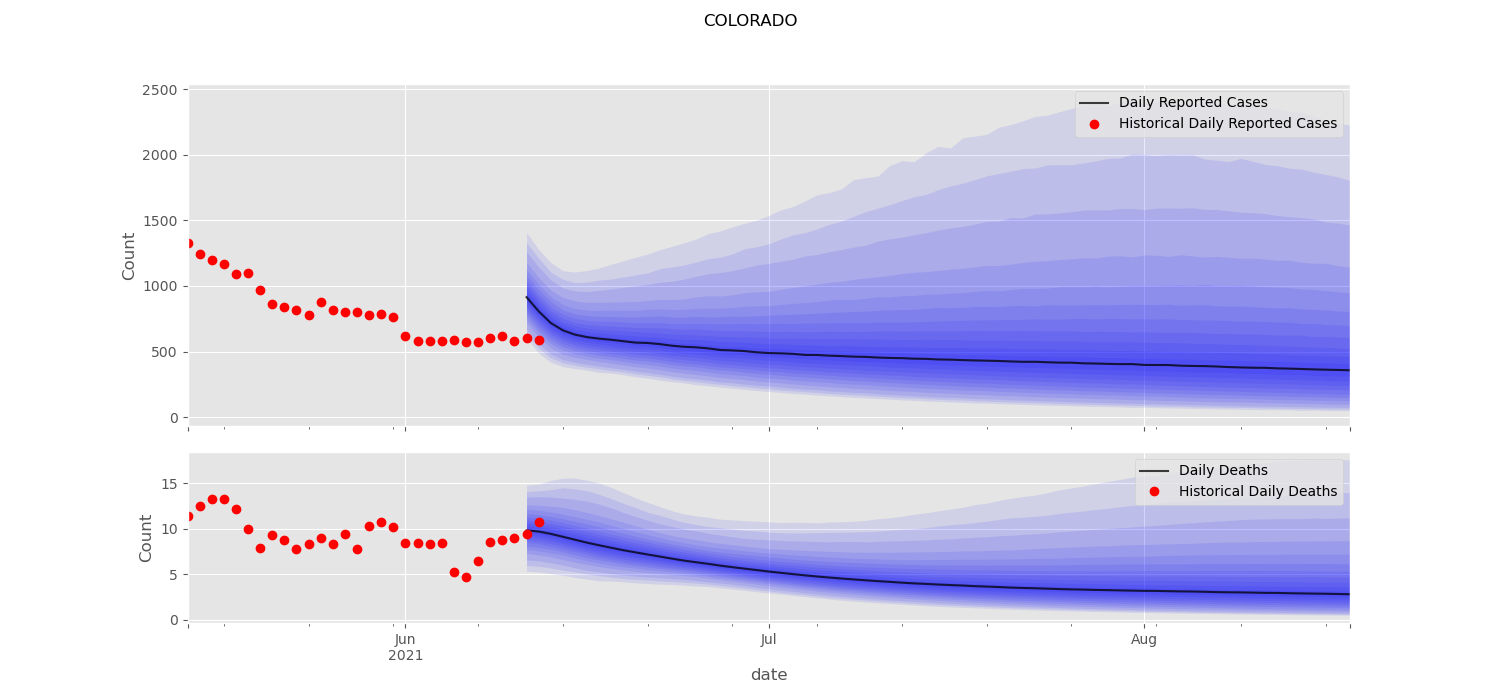 COLORADO
2500
2000
1500
1000
500
0
Count
Daily Reported Cases
Historical Daily Reported Cases
15
10
5
0
Count
Daily Deaths
Historical Daily Deaths
Jun
2021
Jul
Aug
date